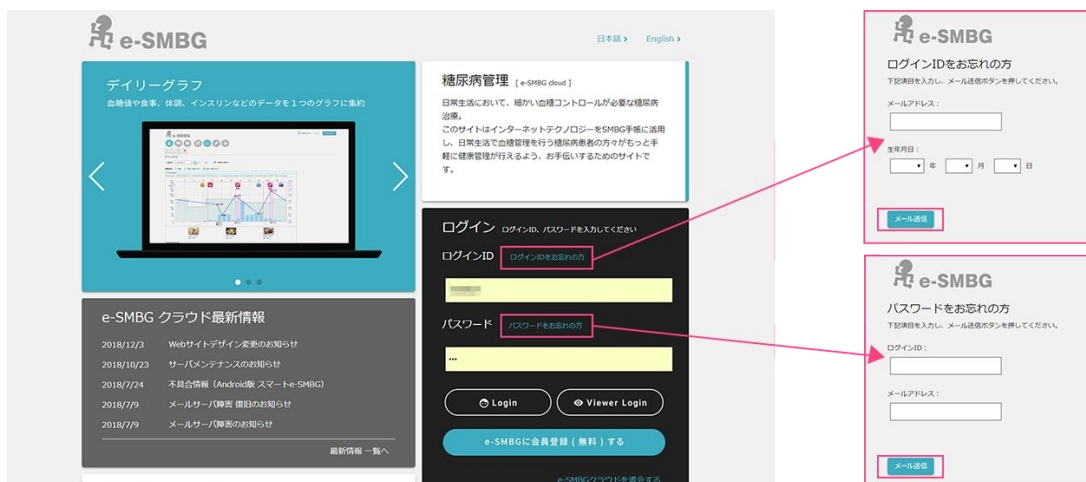 e-SMBG
日本語 ›
English ›
デイリーグラフ
血糖値や食事、体調、インスリンなどのデータを1つのグラフに集約
糖尿病管理 [ e-SMBG cloud ]
日常生活において、細かい血糖コントロールが必要な糖尿病
治療。
このサイトはインターネットテクノロジーをSMBG手帳に活用
し、日常生活で血糖管理を行う糖尿病患者の方々がもっと手
軽に健康管理が行えるよう、お手伝いするためのサイトで
す。
ログイン ログインID、パスワードを入力してください
ログインID ログインIDをお忘れの方
パスワード パスワードをお忘れの方
Login
Viewer Login
e-SMBGに会員登録 ( 無料 ) する
e-SMBGクラウドを退会する
e-SMBG クラウド最新情報
2018/12/3 Webサイトデザイン変更のお知らせ
2018/10/23 サーバメンテナンスのお知らせ
2018/7/24 不具合情報（Android版 スマートe-SMBG）
2018/7/9 メールサーバ障害 復旧のお知らせ
2018/7/9 メールサーバ障害のお知らせ
最新情報 一覧へ
e-SMBG
ログインIDをお忘れの方
下記項目を入力し、メール送信ボタンを押してください。
メールアドレス：
生年月日：
年 月 日
メール送信
e-SMBG
パスワードをお忘れの方
下記項目を入力し、メール送信ボタンを押してください。
ログインID：
メールアドレス：
メール送信